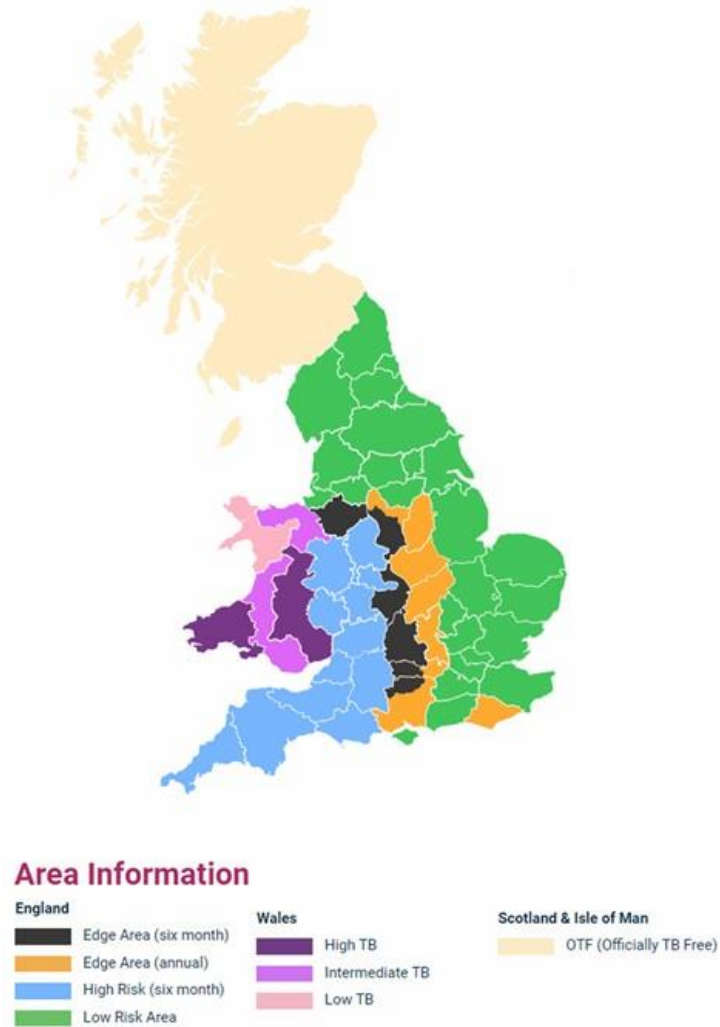 Area Information
England
Edge Area (six month)
Edge Area (annual)
High Risk (six month)
Low Risk Area
Wales
High TB
Intermediate TB
Low TB
Scotland & Isle of Man
OTF (Officially TB Free)